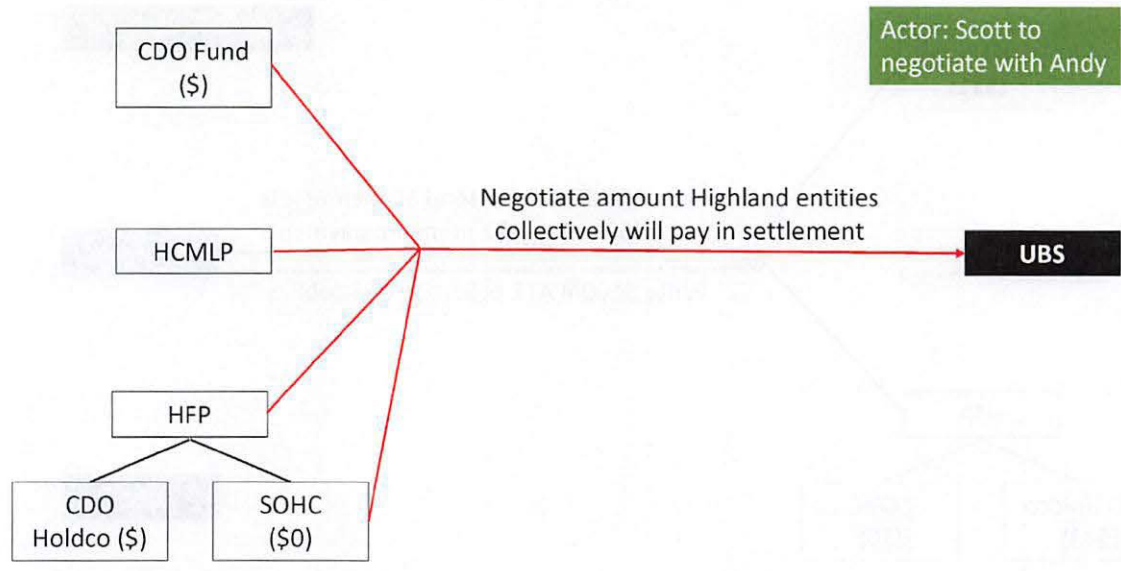 CDO Fund
($)
Actor: Scott to
negotiate with Andy
Negotiate amount Highland entities
collectively will pay in settlement
HCMLP
UBS
HFP
CDO
Holdco ($)
SOHC
($0)